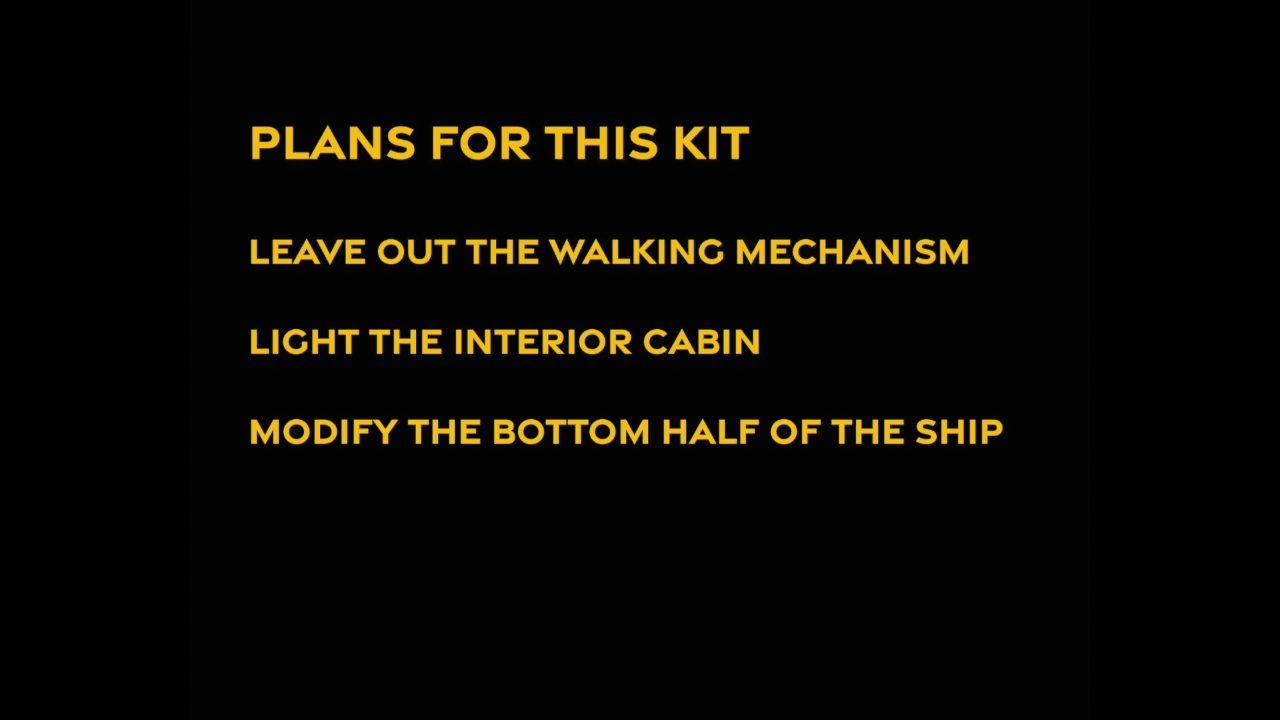 PLANS FOR THIS KIT
LEAVE OUT THE WALKING MECHANISM
LIGHT THE INTERIOR CABIN
MODIFY THE BOTTOM HALF OF THE SHIP